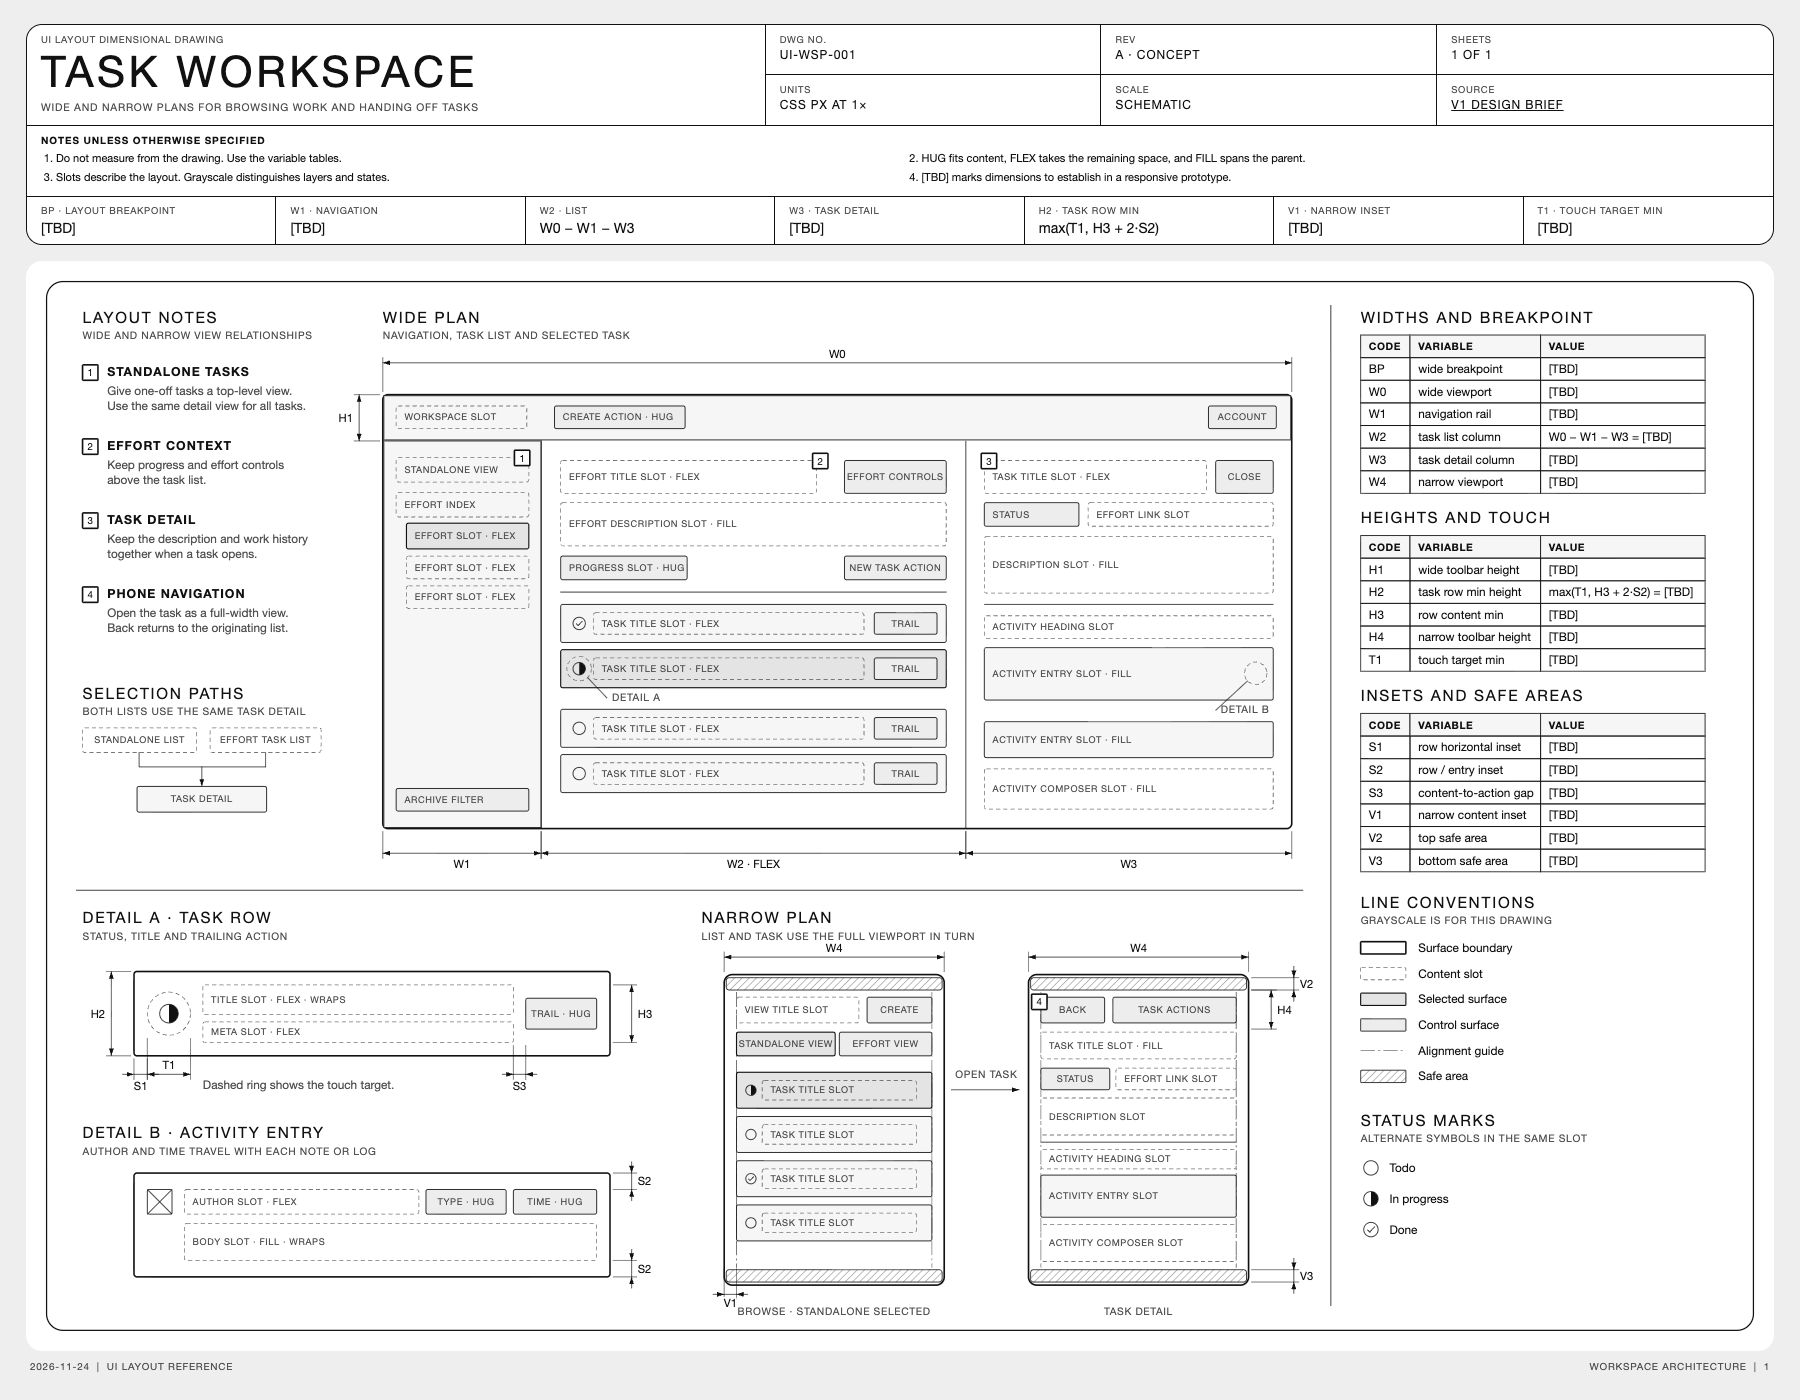 UI LAYOUT DIMENSIONAL DRAWING
TASK WORKSPACE
WIDE AND NARROW PLANS FOR BROWSING WORK AND HANDING OFF TASKS
DWG NO.
UI-WSP-001
REV
A · CONCEPT
SHEETS
1 OF 1
UNITS
CSS PX AT 1×
SCALE
SCHEMATIC
SOURCE
V1 DESIGN BRIEF
NOTES UNLESS OTHERWISE SPECIFIED
1. Do not measure from the drawing. Use the variable tables.
2. HUG fits content, FLEX takes the remaining space, and FILL spans the parent.
3. Slots describe the layout. Grayscale distinguishes layers and states.
4. [TBD] marks dimensions to establish in a responsive prototype.
BP · LAYOUT BREAKPOINT
[TBD]
W1 · NAVIGATION
[TBD]
W2 · LIST
W0 – W1 – W3
W3 · TASK DETAIL
[TBD]
H2 · TASK ROW MIN
max(T1, H3 + 2·S2)
V1 · NARROW INSET
[TBD]
T1 · TOUCH TARGET MIN
[TBD]
LAYOUT NOTES
WIDE AND NARROW VIEW RELATIONSHIPS
1 STANDALONE TASKS
Give one-off tasks a top-level view.
Use the same detail view for all tasks.
2 EFFORT CONTEXT
Keep progress and effort controls
above the task list.
3 TASK DETAIL
Keep the description and work history
together when a task opens.
4 PHONE NAVIGATION
Open the task as a full-width view.
Back returns to the originating list.
SELECTION PATHS
BOTH LISTS USE THE SAME TASK DETAIL
STANDALONE LIST
EFFORT TASK LIST
TASK DETAIL
WIDE PLAN
NAVIGATION, TASK LIST AND SELECTED TASK
W0
H1
WORKSPACE SLOT
CREATE ACTION · HUG
ACCOUNT
1
STANDALONE VIEW
EFFORT INDEX
EFFORT SLOT · FLEX
EFFORT SLOT · FLEX
EFFORT SLOT · FLEX
ARCHIVE FILTER
2
EFFORT TITLE SLOT · FLEX
EFFORT CONTROLS
EFFORT DESCRIPTION SLOT · FILL
PROGRESS SLOT · HUG
NEW TASK ACTION
TASK TITLE SLOT · FLEX
TRAIL
TASK TITLE SLOT · FLEX
TRAIL
DETAIL A
TASK TITLE SLOT · FLEX
TRAIL
TASK TITLE SLOT · FLEX
TRAIL
3
TASK TITLE SLOT · FLEX
CLOSE
STATUS
EFFORT LINK SLOT
DESCRIPTION SLOT · FILL
ACTIVITY HEADING SLOT
ACTIVITY ENTRY SLOT · FILL
DETAIL B
ACTIVITY ENTRY SLOT · FILL
ACTIVITY COMPOSER SLOT · FILL
W1
W2 · FLEX
W3
DETAIL A · TASK ROW
STATUS, TITLE AND TRAILING ACTION
H2
TITLE SLOT · FLEX · WRAPS
META SLOT · FLEX
TRAIL · HUG
H3
T1
S1
Dashed ring shows the touch target.
S3
DETAIL B · ACTIVITY ENTRY
AUTHOR AND TIME TRAVEL WITH EACH NOTE OR LOG
AUTHOR SLOT · FLEX
TYPE · HUG
TIME · HUG
S2
BODY SLOT · FILL · WRAPS
S2
NARROW PLAN
LIST AND TASK USE THE FULL VIEWPORT IN TURN
W4
VIEW TITLE SLOT
CREATE
STANDALONE VIEW
EFFORT VIEW
TASK TITLE SLOT
TASK TITLE SLOT
TASK TITLE SLOT
TASK TITLE SLOT
V1
BROWSE · STANDALONE SELECTED
OPEN TASK
W4
V2
4
BACK
TASK ACTIONS
H4
TASK TITLE SLOT · FILL
STATUS
EFFORT LINK SLOT
DESCRIPTION SLOT
ACTIVITY HEADING SLOT
ACTIVITY ENTRY SLOT
ACTIVITY COMPOSER SLOT
V3
TASK DETAIL
WIDTHS AND BREAKPOINT
CODE VARIABLE VALUE
BP wide breakpoint [TBD]
W0 wide viewport [TBD]
W1 navigation rail [TBD]
W2 task list column W0 – W1 – W3 = [TBD]
W3 task detail column [TBD]
W4 narrow viewport [TBD]
HEIGHTS AND TOUCH
CODE VARIABLE VALUE
H1 wide toolbar height [TBD]
H2 task row min height max(T1, H3 + 2·S2) = [TBD]
H3 row content min [TBD]
H4 narrow toolbar height [TBD]
T1 touch target min [TBD]
INSETS AND SAFE AREAS
CODE VARIABLE VALUE
S1 row horizontal inset [TBD]
S2 row / entry inset [TBD]
S3 content-to-action gap [TBD]
V1 narrow content inset [TBD]
V2 top safe area [TBD]
V3 bottom safe area [TBD]
LINE CONVENTIONS
GRAYSCALE IS FOR THIS DRAWING
Surface boundary
Content slot
Selected surface
Control surface
Alignment guide
Safe area
STATUS MARKS
ALTERNATE SYMBOLS IN THE SAME SLOT
Todo
In progress
Done
2026-11-24 | UI LAYOUT REFERENCE
WORKSPACE ARCHITECTURE | 1